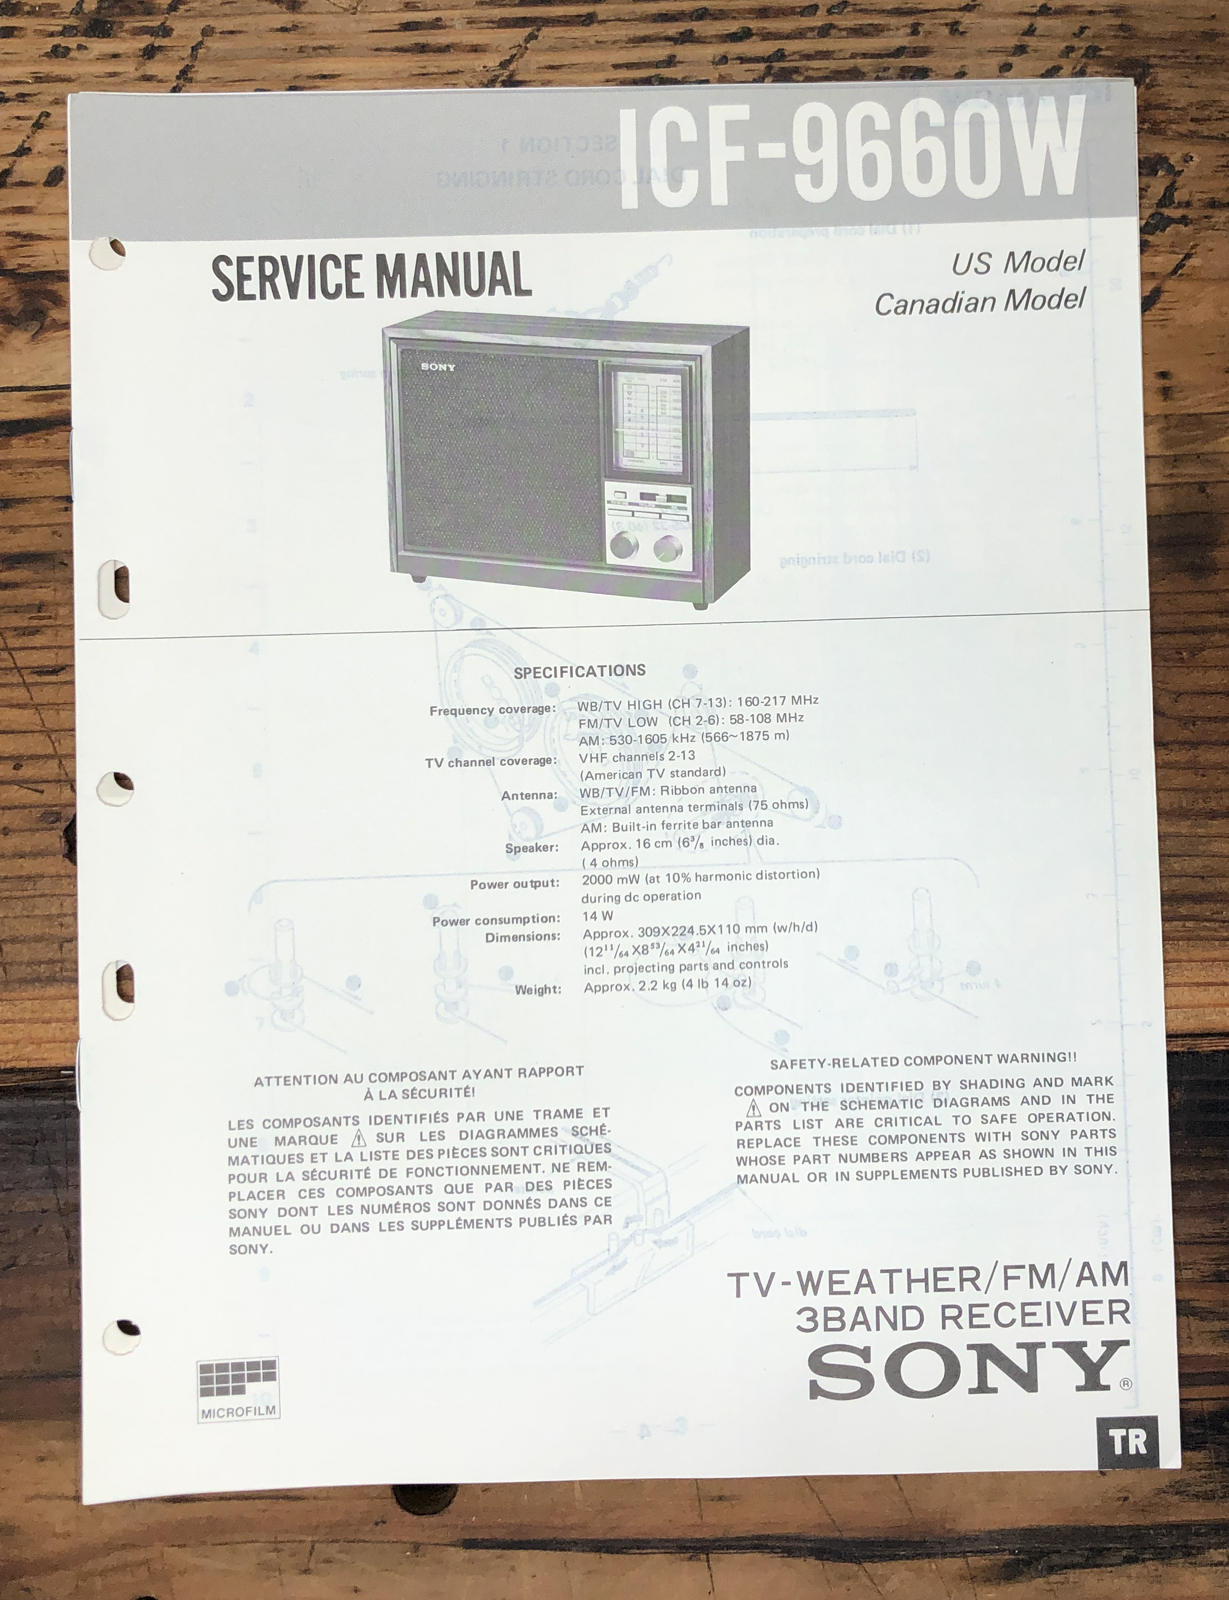 ICF-9660W
SERVICE MANUAL
US Model
Canadian Model
SONY
SPECIFICATIONS
Frequency coverage: WB/TV HIGH (CH 7-13): 160-217 MHz
FM/TV LOW (CH 2-6): 58-108 MHz
AM: 530-1605 kHz (566~1875 m)
TV channel coverage: VHF channels 2-13
(American TV standard)
Antenna: WB/TV/FM: Ribbon antenna
External antenna terminals (75 ohms)
AM: Built-in ferrite bar antenna
Speaker: Approx. 16 cm (6³/₈ inches) dia.
( 4 ohms)
Power output: 2000 mW (at 10% harmonic distortion)
during dc operation
Power consumption: 14 W
Dimensions: Approx. 309X224.5X110 mm (w/h/d)
(12¹¹/₆₄ X8⁵³/₆₄ X4²¹/₆₄ inches)
incl. projecting parts and controls
Weight: Approx. 2.2 kg (4 lb 14 oz)
ATTENTION AU COMPOSANT AYANT RAPPORT
À LA SÉCURITÉ!
LES COMPOSANTS IDENTIFIÉS PAR UNE TRAME ET
UNE MARQUE ⚠ SUR LES DIAGRAMMES SCHÉ-
MATIQUES ET LA LISTE DES PIÈCES SONT CRITIQUES
POUR LA SÉCURITÉ DE FONCTIONNEMENT. NE REM-
PLACER CES COMPOSANTS QUE PAR DES PIÈCES
SONY DONT LES NUMÉROS SONT DONNÉS DANS CE
MANUEL OU DANS LES SUPPLÉMENTS PUBLIÉS PAR
SONY.
SAFETY-RELATED COMPONENT WARNING!!
COMPONENTS IDENTIFIED BY SHADING AND MARK
⚠ ON THE SCHEMATIC DIAGRAMS AND IN THE
PARTS LIST ARE CRITICAL TO SAFE OPERATION.
REPLACE THESE COMPONENTS WITH SONY PARTS
WHOSE PART NUMBERS APPEAR AS SHOWN IN THIS
MANUAL OR IN SUPPLEMENTS PUBLISHED BY SONY.
TV-WEATHER/FM/AM
3BAND RECEIVER
SONY®
MICROFILM
TR